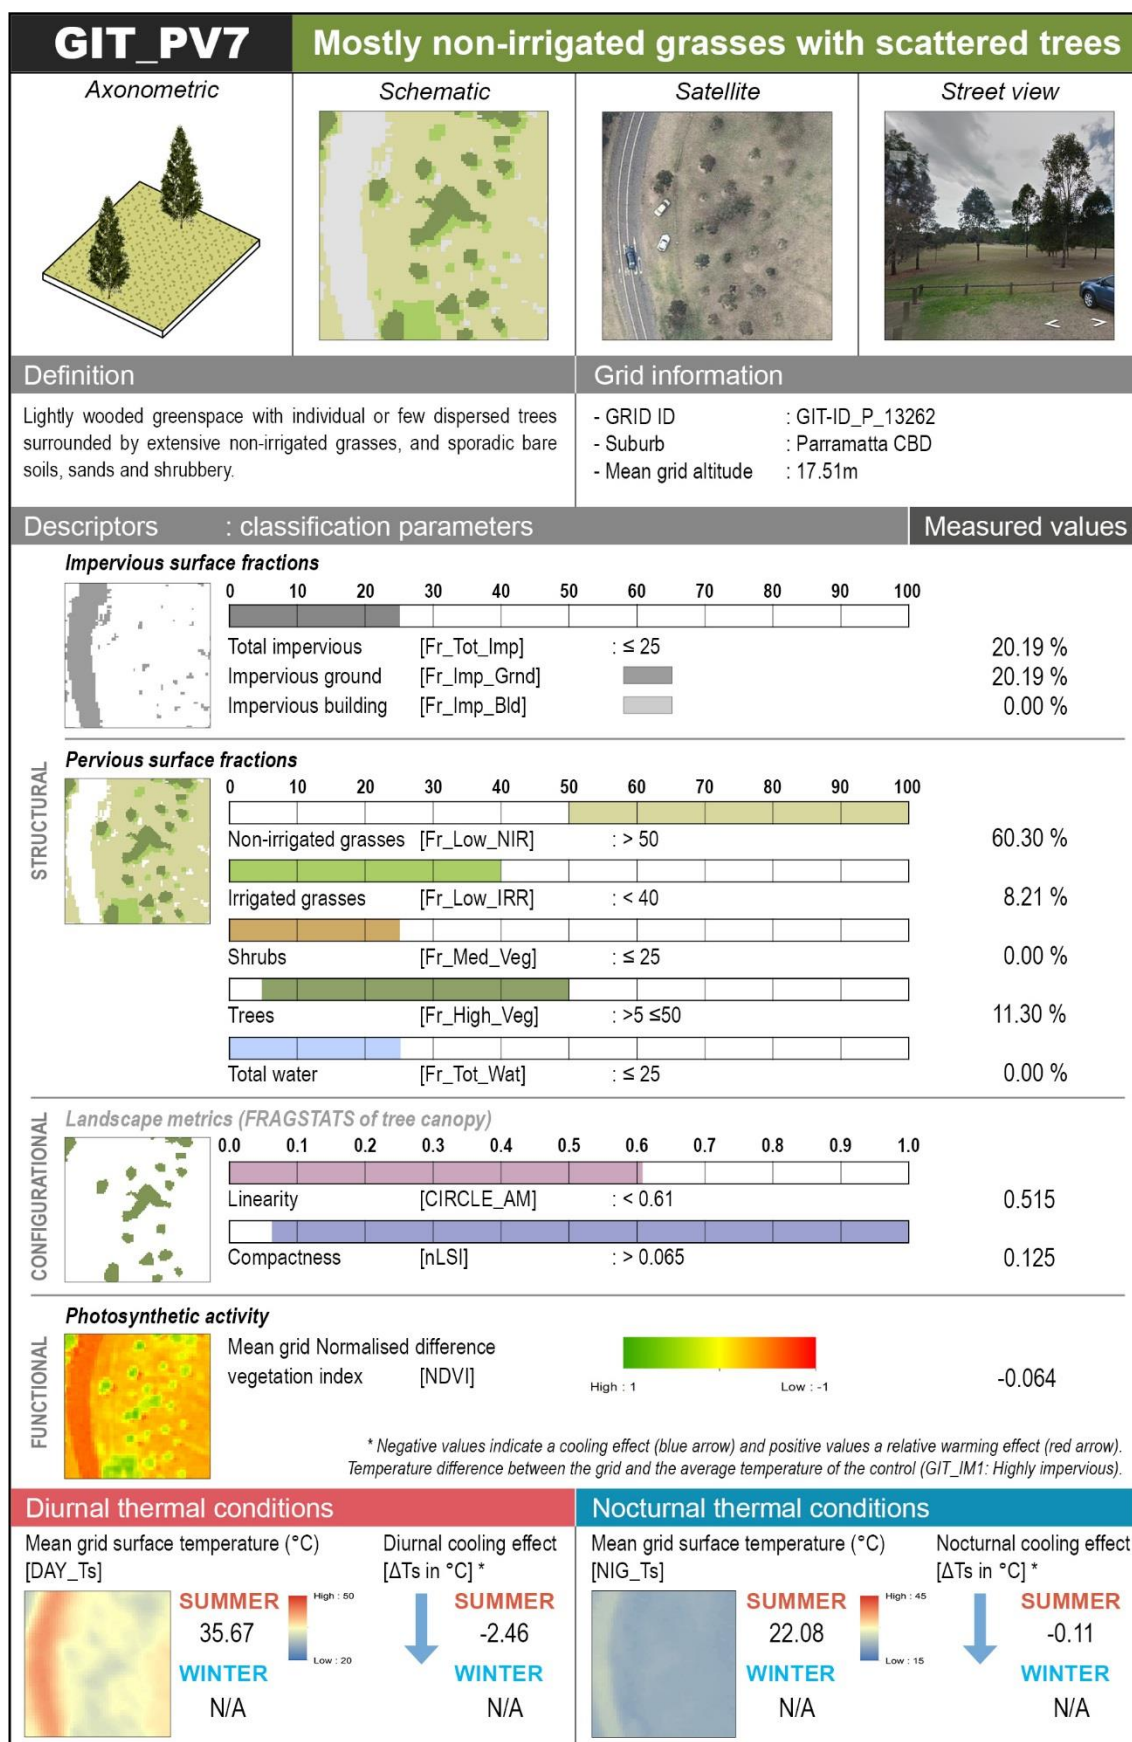 GIT_PV7
Mostly non-irrigated grasses with scattered trees
Axonometric
Schematic
Satellite
Street view
Definition
Grid information
Lightly wooded greenspace with individual or few dispersed trees
surrounded by extensive non-irrigated grasses, and sporadic bare
soils, sands and shrubbery.
- GRID ID : GIT-ID_P_13262
- Suburb : Parramatta CBD
- Mean grid altitude : 17.51m
Descriptors : classification parameters
Measured values
STRUCTURAL
Impervious surface fractions
0 10 20 30 40 50 60 70 80 90 100
Total impervious [Fr_Tot_Imp] : ≤ 25 20.19 %
Impervious ground [Fr_Imp_Grnd] 20.19 %
Impervious building [Fr_Imp_Bld] 0.00 %
Pervious surface fractions
0 10 20 30 40 50 60 70 80 90 100
Non-irrigated grasses [Fr_Low_NIR] : > 50 60.30 %
Irrigated grasses [Fr_Low_IRR] : < 40 8.21 %
Shrubs [Fr_Med_Veg] : ≤ 25 0.00 %
Trees [Fr_High_Veg] : >5 ≤50 11.30 %
Total water [Fr_Tot_Wat] : ≤ 25 0.00 %
CONFIGURATIONAL
Landscape metrics (FRAGSTATS of tree canopy)
0.0 0.1 0.2 0.3 0.4 0.5 0.6 0.7 0.8 0.9 1.0
Linearity [CIRCLE_AM] : < 0.61 0.515
Compactness [nLSI] : > 0.065 0.125
FUNCTIONAL
Photosynthetic activity
Mean grid Normalised difference
vegetation index [NDVI] -0.064
High : 1 Low : -1
* Negative values indicate a cooling effect (blue arrow) and positive values a relative warming effect (red arrow).
Temperature difference between the grid and the average temperature of the control (GIT_IM1: Highly impervious).
Diurnal thermal conditions
Mean grid surface temperature (°C)
[DAY_Ts]
SUMMER
35.67
WINTER
N/A
High : 50
Low : 20
Diurnal cooling effect
[ΔTs in °C] *
SUMMER
-2.46
WINTER
N/A
Nocturnal thermal conditions
Mean grid surface temperature (°C)
[NIG_Ts]
SUMMER
22.08
WINTER
N/A
High : 45
Low : 15
Nocturnal cooling effect
[ΔTs in °C] *
SUMMER
-0.11
WINTER
N/A